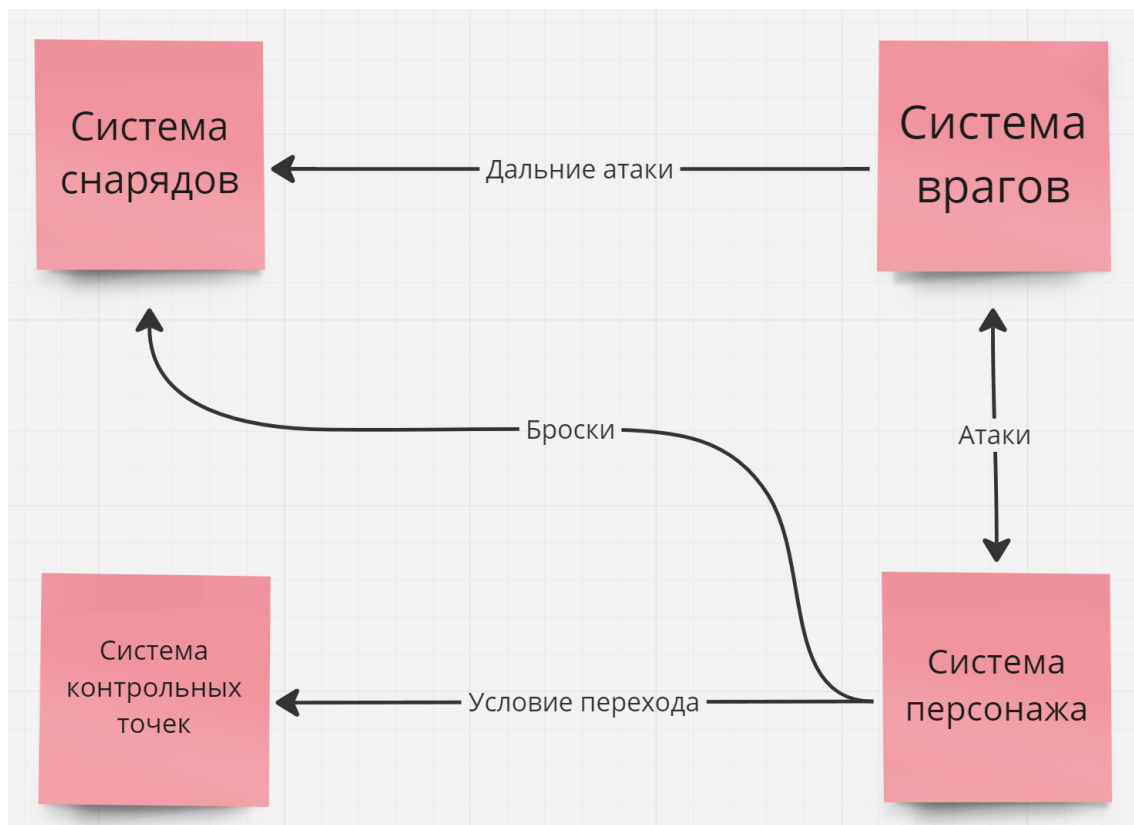 Система
снарядов
Дальние атаки
Система
врагов
Броски
Атаки
Система
контрольных
точек
Условие перехода
Система
персонажа